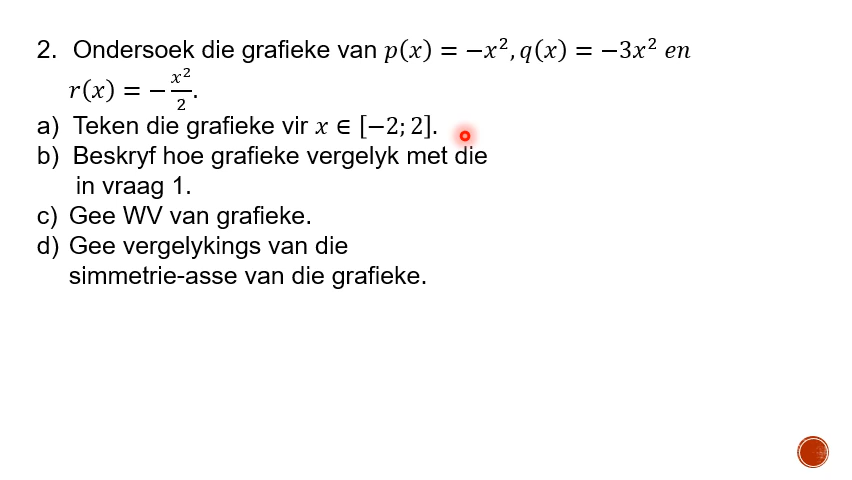 2. Ondersoek die grafieke van p(x) = −x², q(x) = −3x² en
r(x) = −x²/2.
a) Teken die grafieke vir x ∈ [−2; 2].
b) Beskryf hoe grafieke vergelyk met die
in vraag 1.
c) Gee WV van grafieke.
d) Gee vergelykings van die
simmetrie-asse van die grafieke.